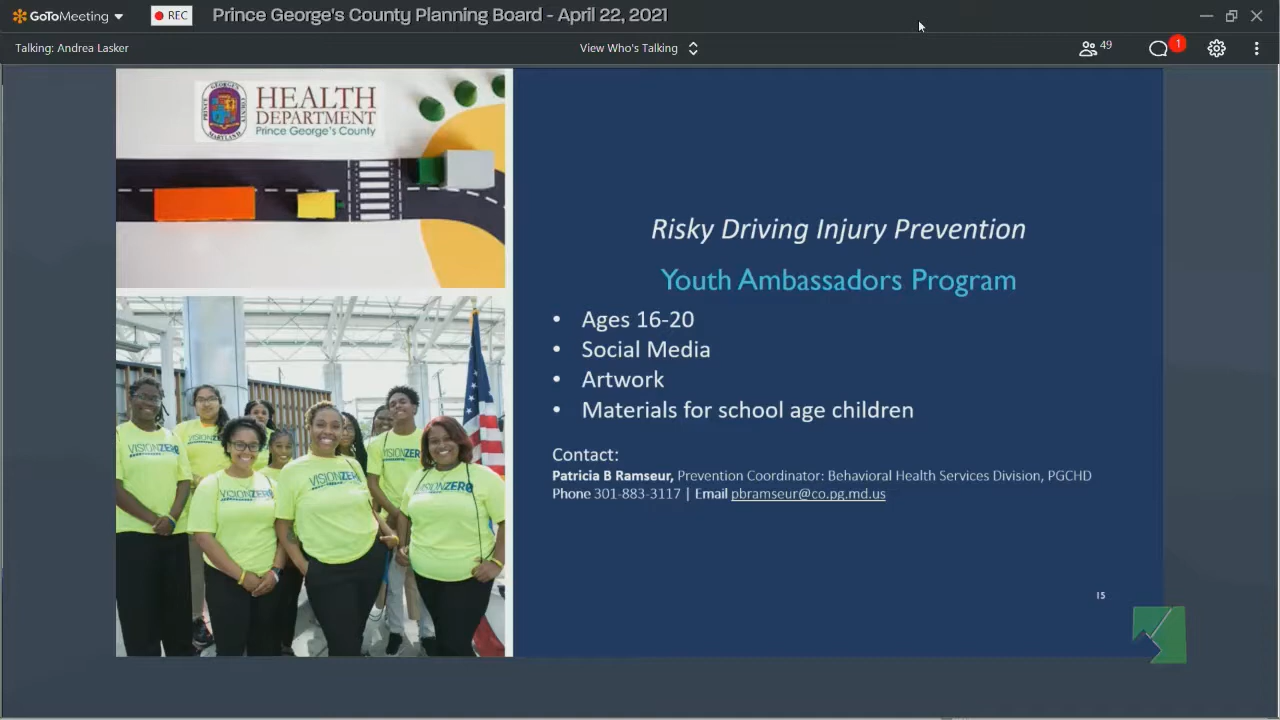 GoToMeeting
REC
Prince George's County Planning Board - April 22, 2021
Talking: Andrea Lasker
View Who's Talking
49
1
HEALTH
DEPARTMENT
Prince George's County
Risky Driving Injury Prevention
Youth Ambassadors Program
• Ages 16-20
• Social Media
• Artwork
• Materials for school age children
Contact:
Patricia B Ramseur, Prevention Coordinator: Behavioral Health Services Division, PGCHD
Phone 301-883-3117 | Email pbramseur@co.pg.md.us
VISIONZERO
VISIONZERO
VISIONZERO
VISIONZERO
VISIONZERO
15